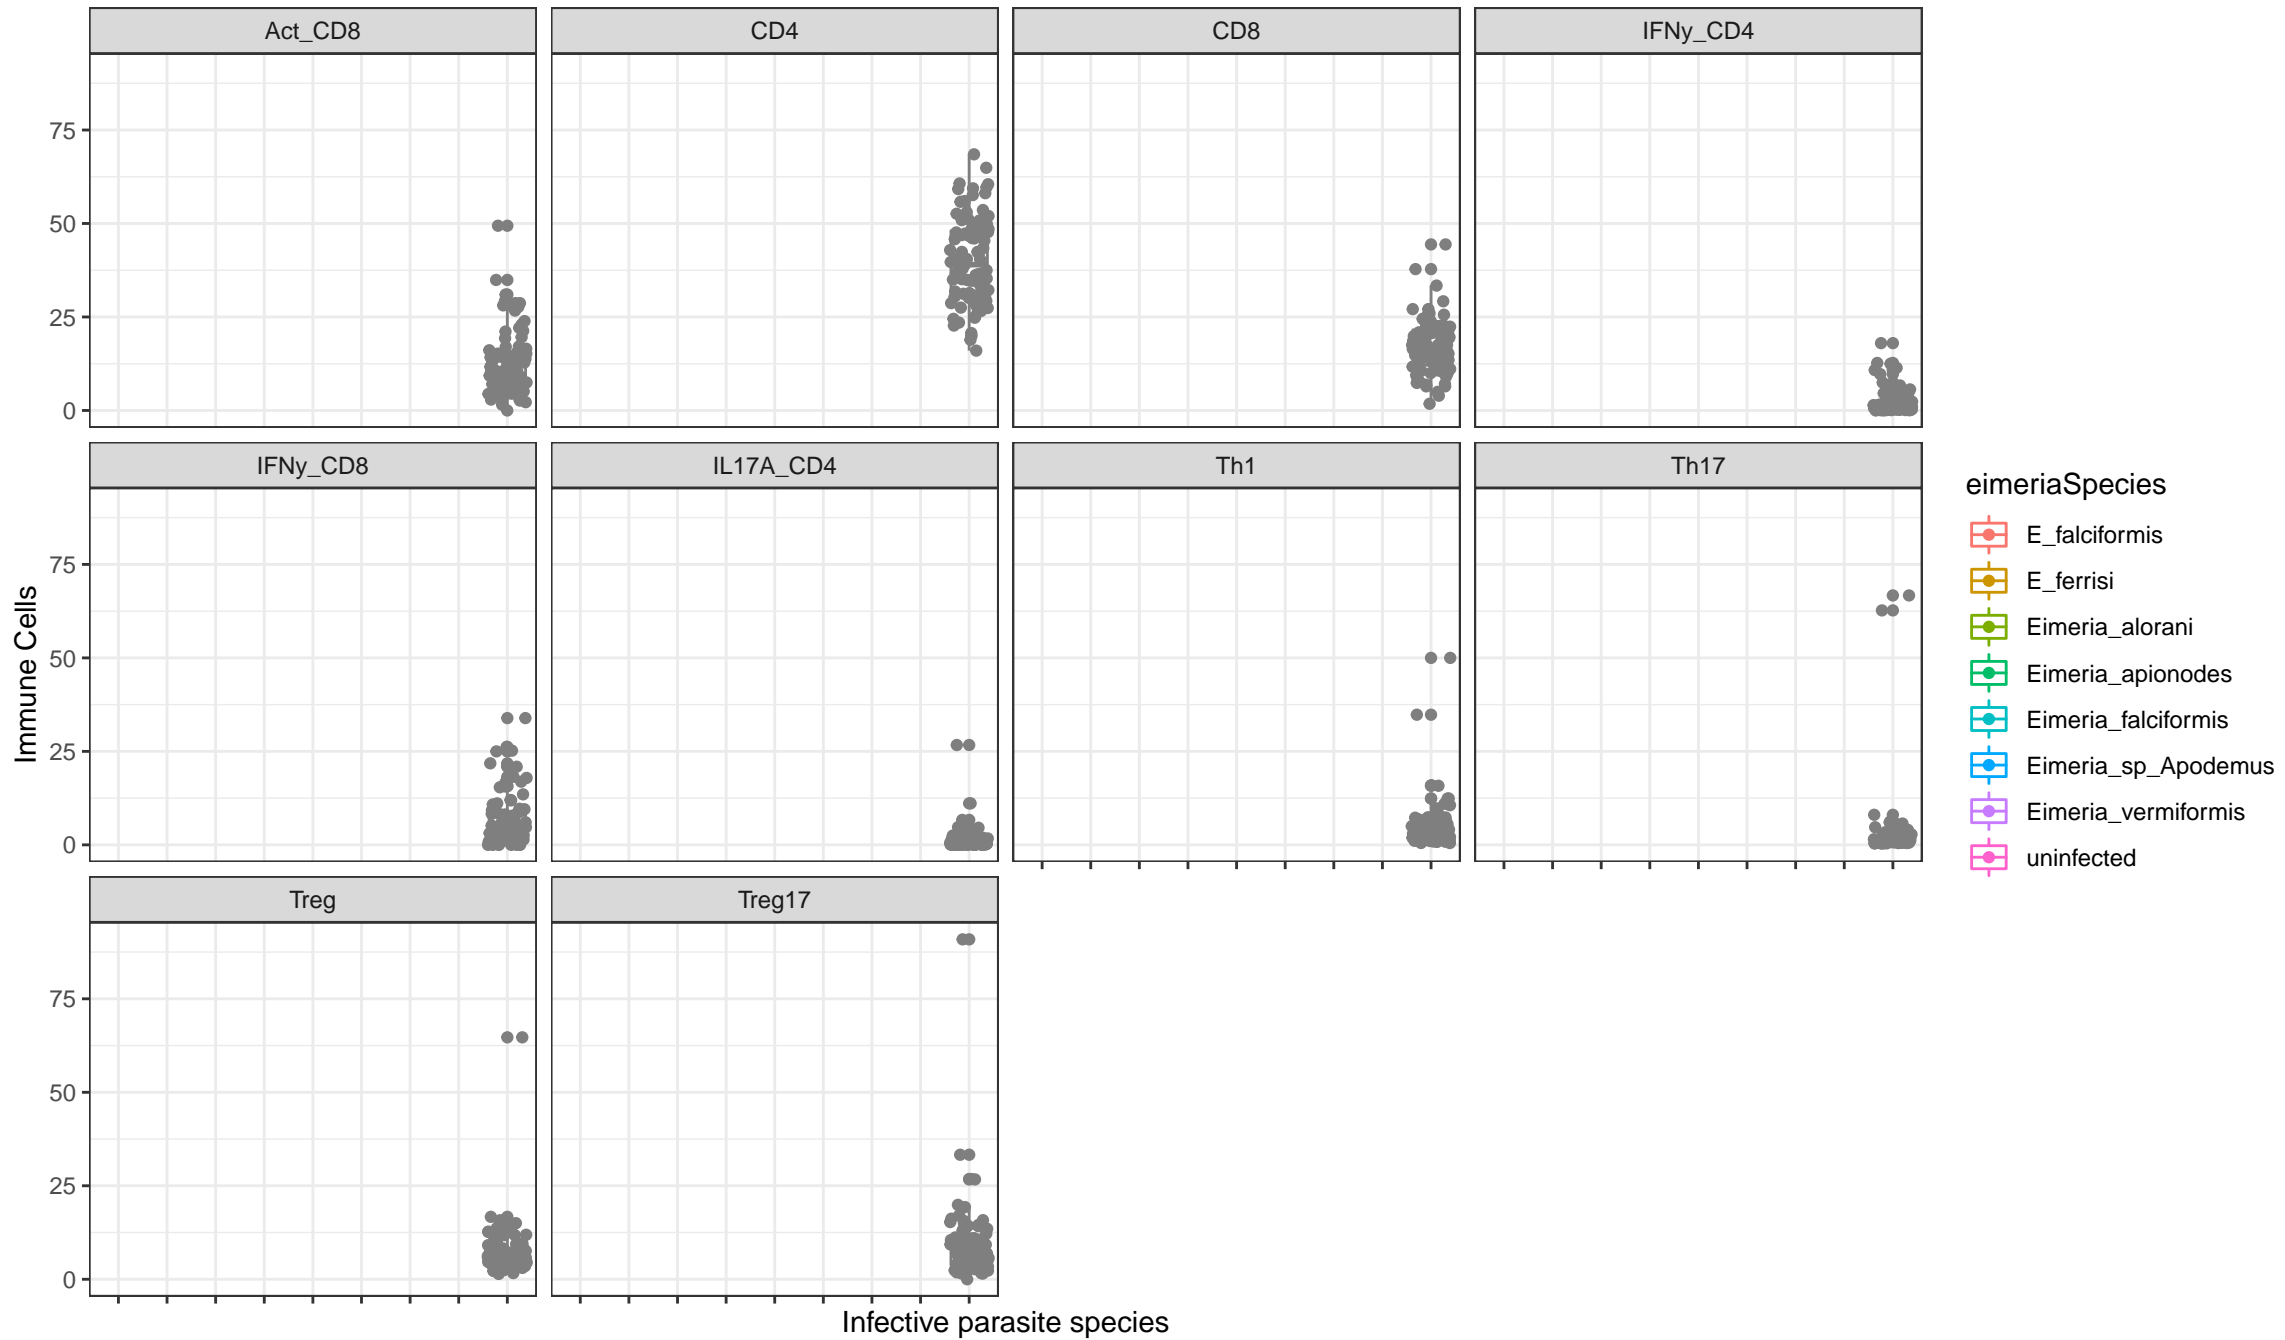 Act_CD8 CD4 CD8 IFNy_CD4
75
50
25
0
IFNy_CD8 IL17A_CD4 Th1 Th17
75
50
25
0
Treg Treg17
75
50
25
0
Immune Cells
Infective parasite species
eimeriaSpecies
E_falciformis
E_ferrisi
Eimeria_alorani
Eimeria_apionodes
Eimeria_falciformis
Eimeria_sp_Apodemus
Eimeria_vermiformis
uninfected